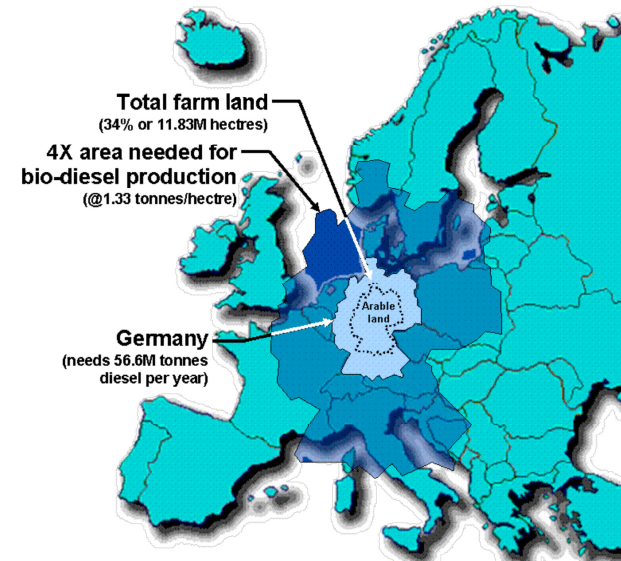 Total farm land
(34% or 11.83M hectres)
4X area needed for
bio-diesel production
(@1.33 tonnes/hectre)
Arable
land
Germany
(needs 56.6M tonnes
diesel per year)